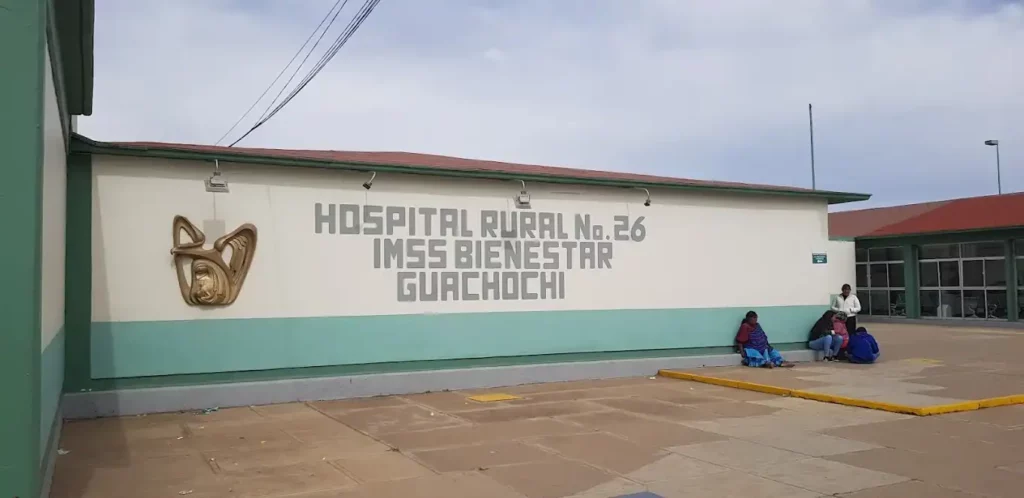 HOSPITAL RURAL No. 26
IMSS BIENESTAR
GUACHOCHI